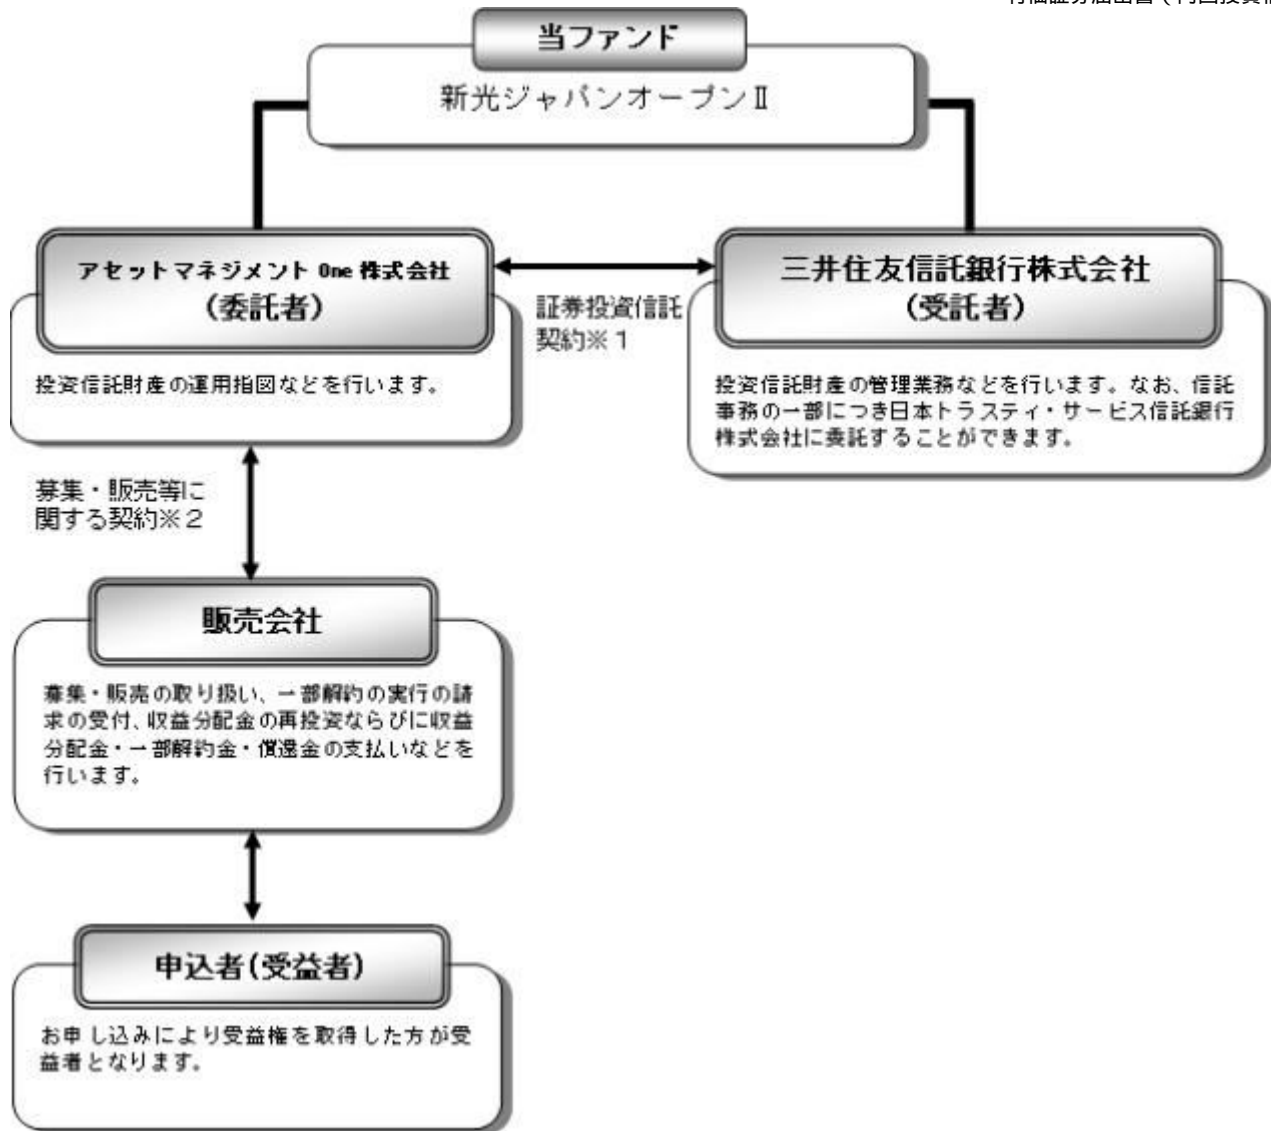 当ファンド
新光ジャパンオープンⅡ
アセットマネジメント One 株式会社
(委託者)
投資信託財産の運用指図などを行います。
証券投資信託
契約※１
三井住友信託銀行株式会社
(受託者)
投資信託財産の管理業務などを行います。なお、信託
事務の一部につき日本トラスティ・サービス信託銀行
株式会社に委託することができます。
募集・販売等に
関する契約※２
販売会社
募集・販売の取り扱い、一部解約の実行の請
求の受付、収益分配金の再投資ならびに収益
分配金・一部解約金・償還金の支払いなどを
行います。
申込者(受益者)
お申し込みにより受益権を取得した方が受
益者となります。